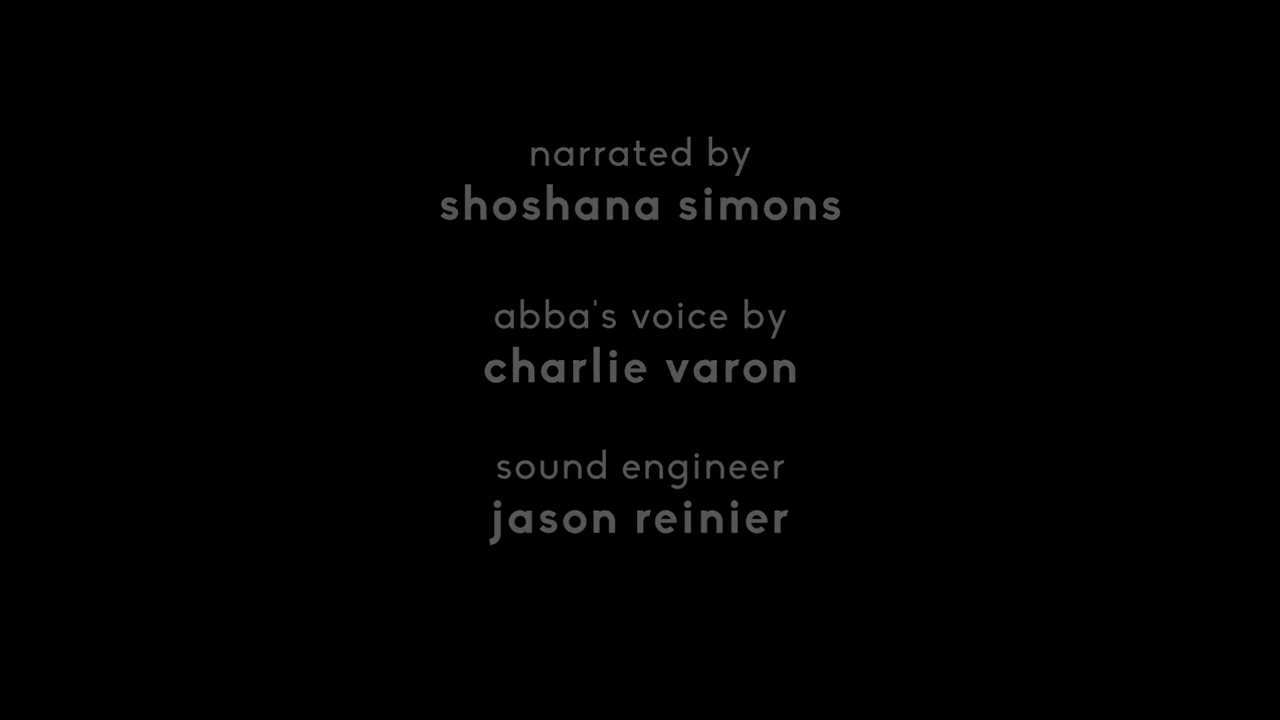 narrated by
shoshana simons
abba's voice by
charlie varon
sound engineer
jason reinier